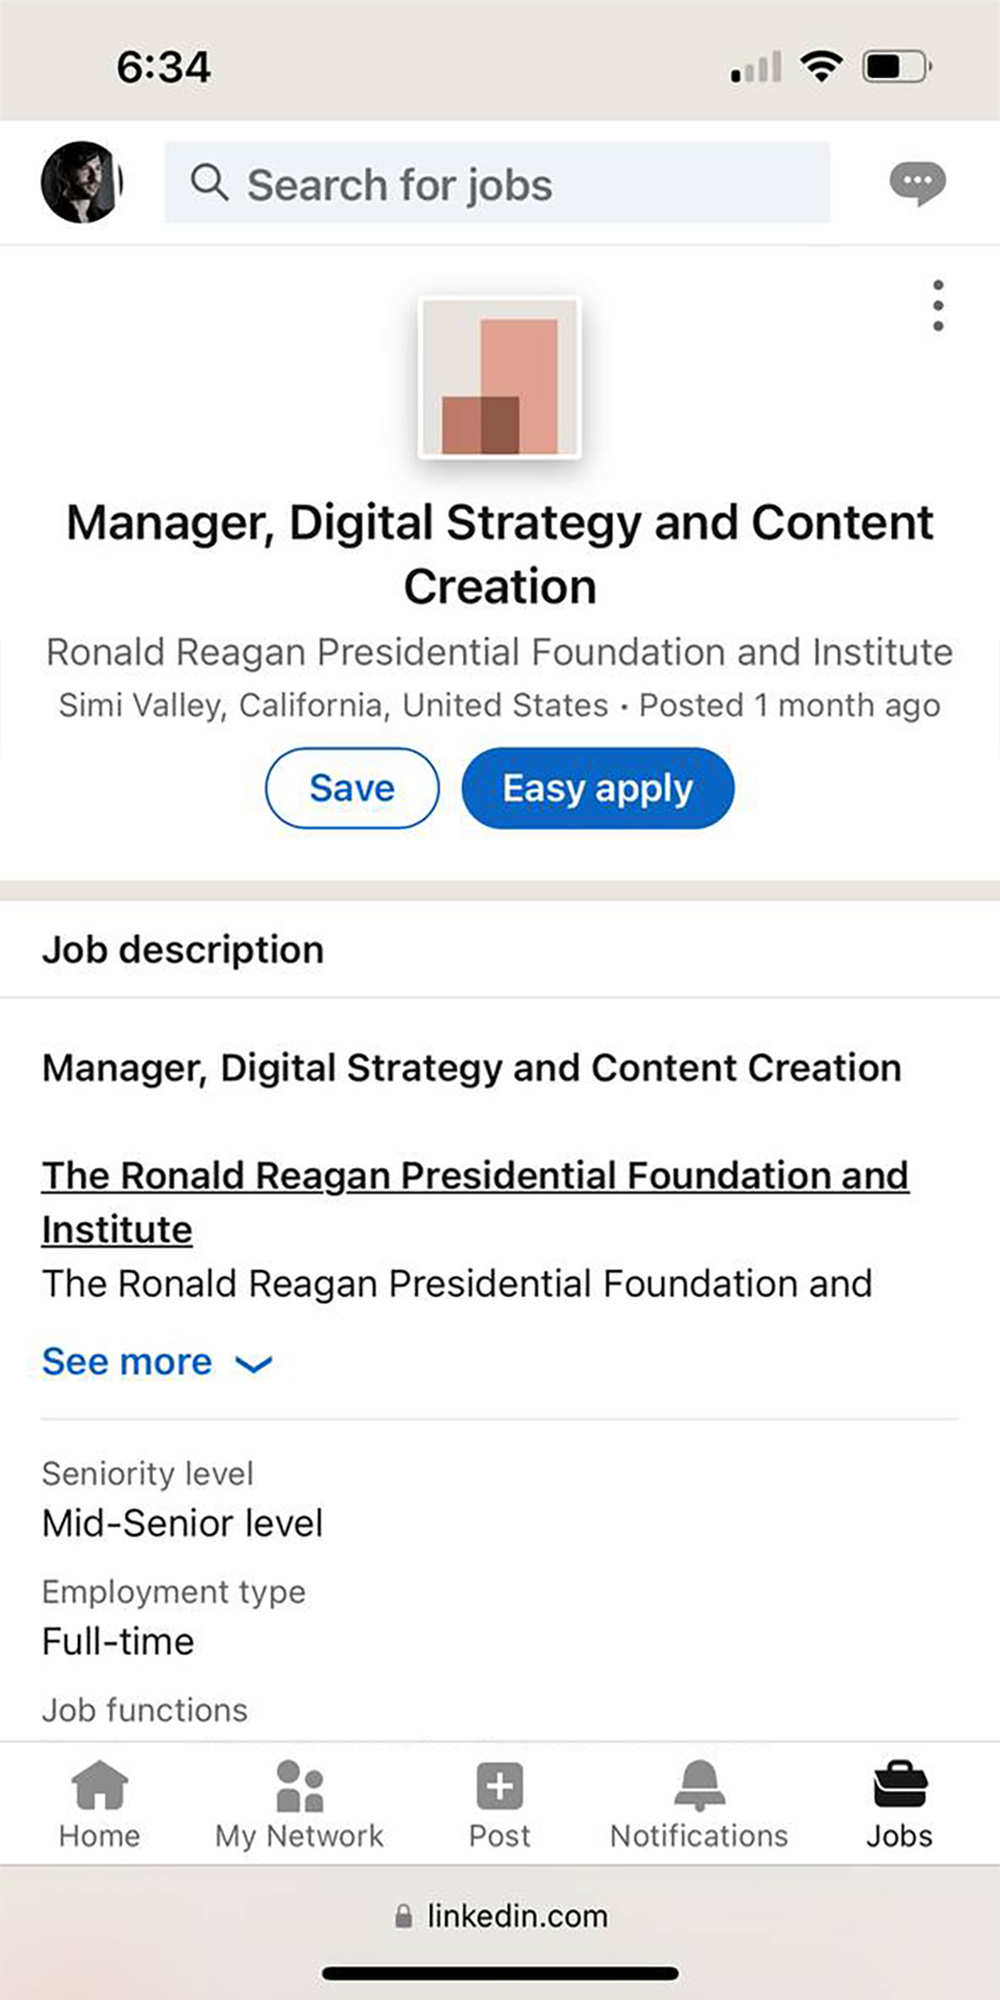 6:34
Search for jobs
Manager, Digital Strategy and Content
Creation
Ronald Reagan Presidential Foundation and Institute
Simi Valley, California, United States · Posted 1 month ago
Save
Easy apply
Job description
Manager, Digital Strategy and Content Creation
The Ronald Reagan Presidential Foundation and
Institute
The Ronald Reagan Presidential Foundation and
See more
Seniority level
Mid-Senior level
Employment type
Full-time
Job functions
Home
My Network
Post
Notifications
Jobs
linkedin.com